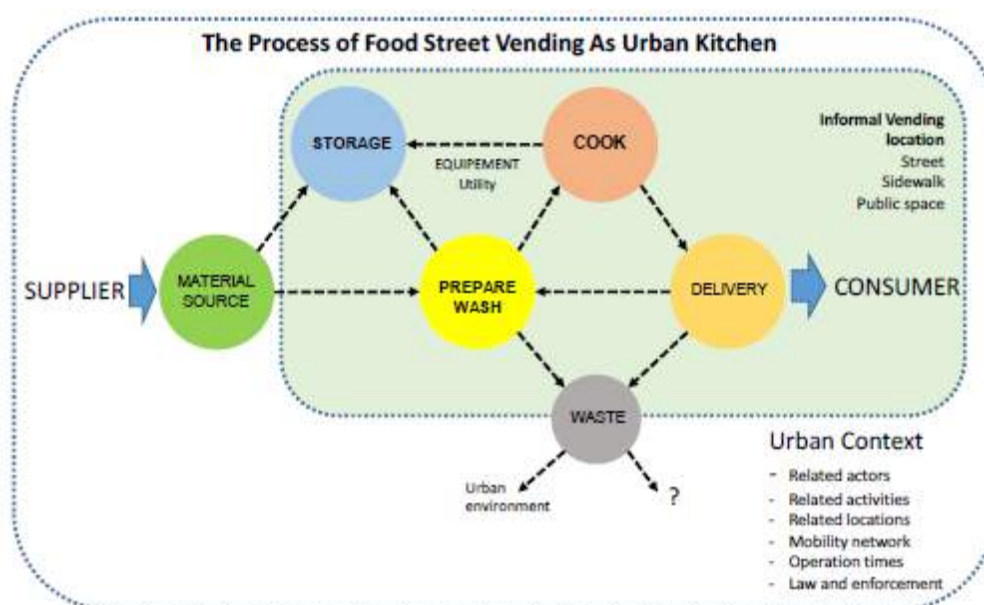 The Process of Food Street Vending As Urban Kitchen
STORAGE
COOK
EQUIPEMENT
Utility
Informal Vending
location
Street
Sidewalk
Public space
SUPPLIER
MATERIAL
SOURCE
PREPARE
WASH
DELIVERY
CONSUMER
WASTE
Urban
environment
?
Urban Context
- Related actors
- Related activities
- Related locations
- Mobility network
- Operation times
- Law and enforcement